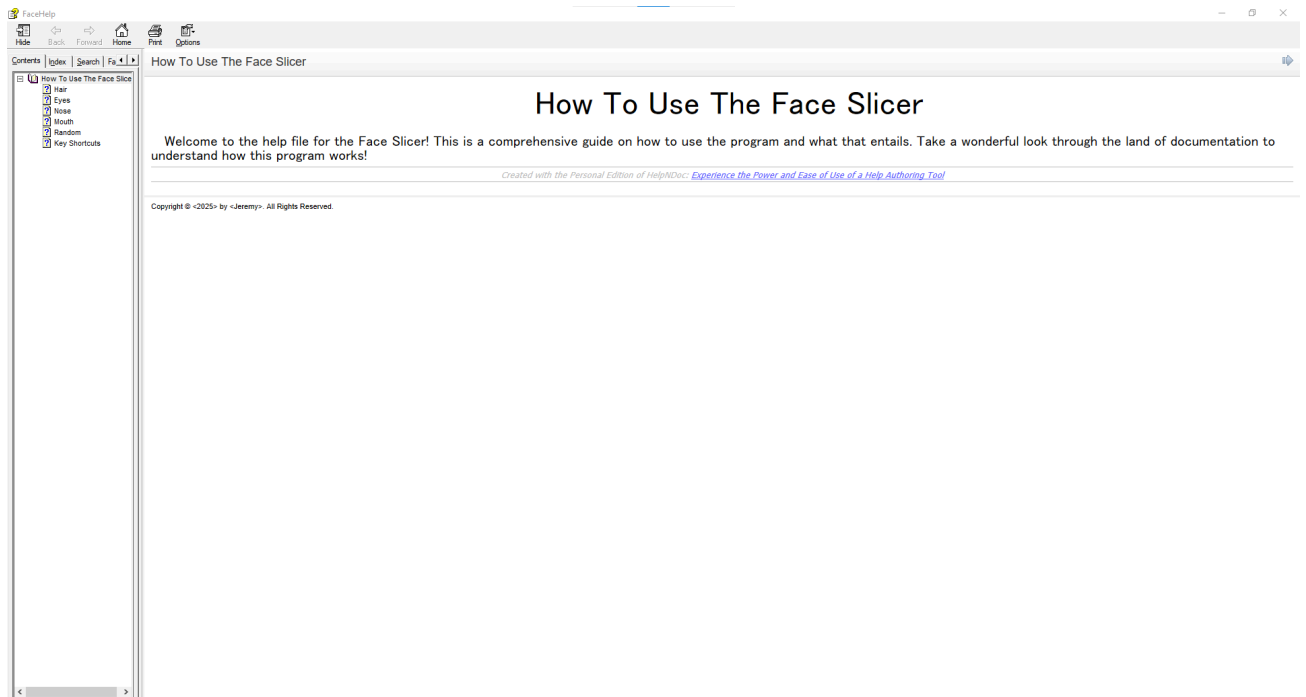 FaceHelp
Hide Back Forward Home Print Options
Contents Index Search Fa
How To Use The Face Slicer
How To Use The Face Slice
Hair
Eyes
Nose
Mouth
Random
Key Shortcuts
How To Use The Face Slicer
Welcome to the help file for the Face Slicer! This is a comprehensive guide on how to use the program and what that entails. Take a wonderful look through the land of documentation to
understand how this program works!
Created with the Personal Edition of HelpNDoc: Experience the Power and Ease of Use of a Help Authoring Tool
Copyright © <2025> by <Jeremy>. All Rights Reserved.